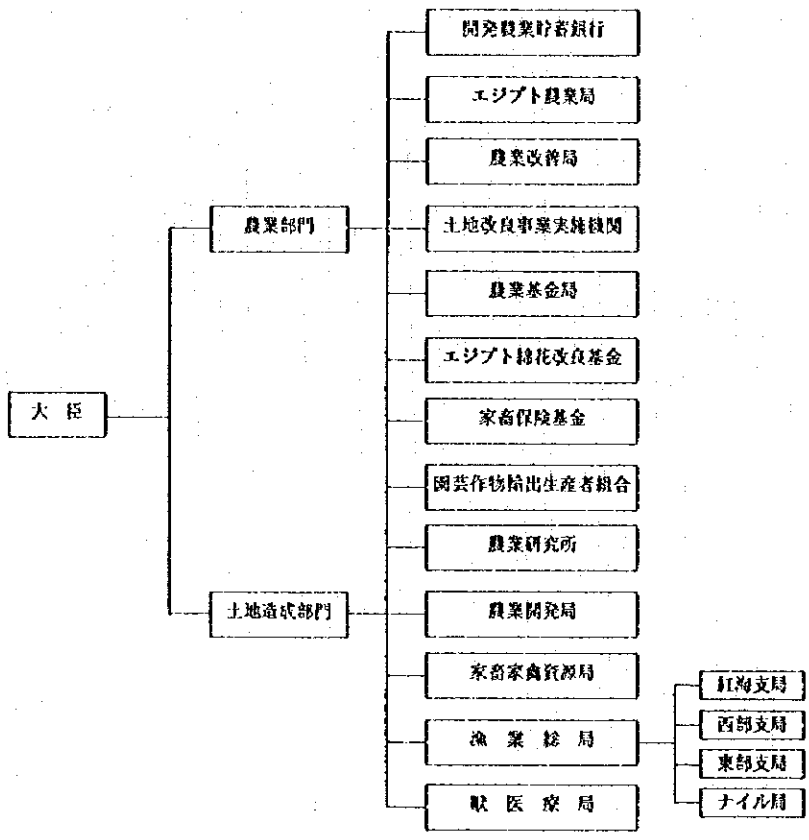 開発農業貯蓄銀行
エジプト農業局
農業改善局
農業部門
土地改良事業実施機関
農業基金局
エジプト綿花改良基金
大臣
家畜保険基金
園芸作物輸出生産者組合
農業研究所
土地造成部門
農業開発局
家畜家禽資源局
紅海支局
西部支局
漁業総局
東部支局
ナイル局
獣医療局